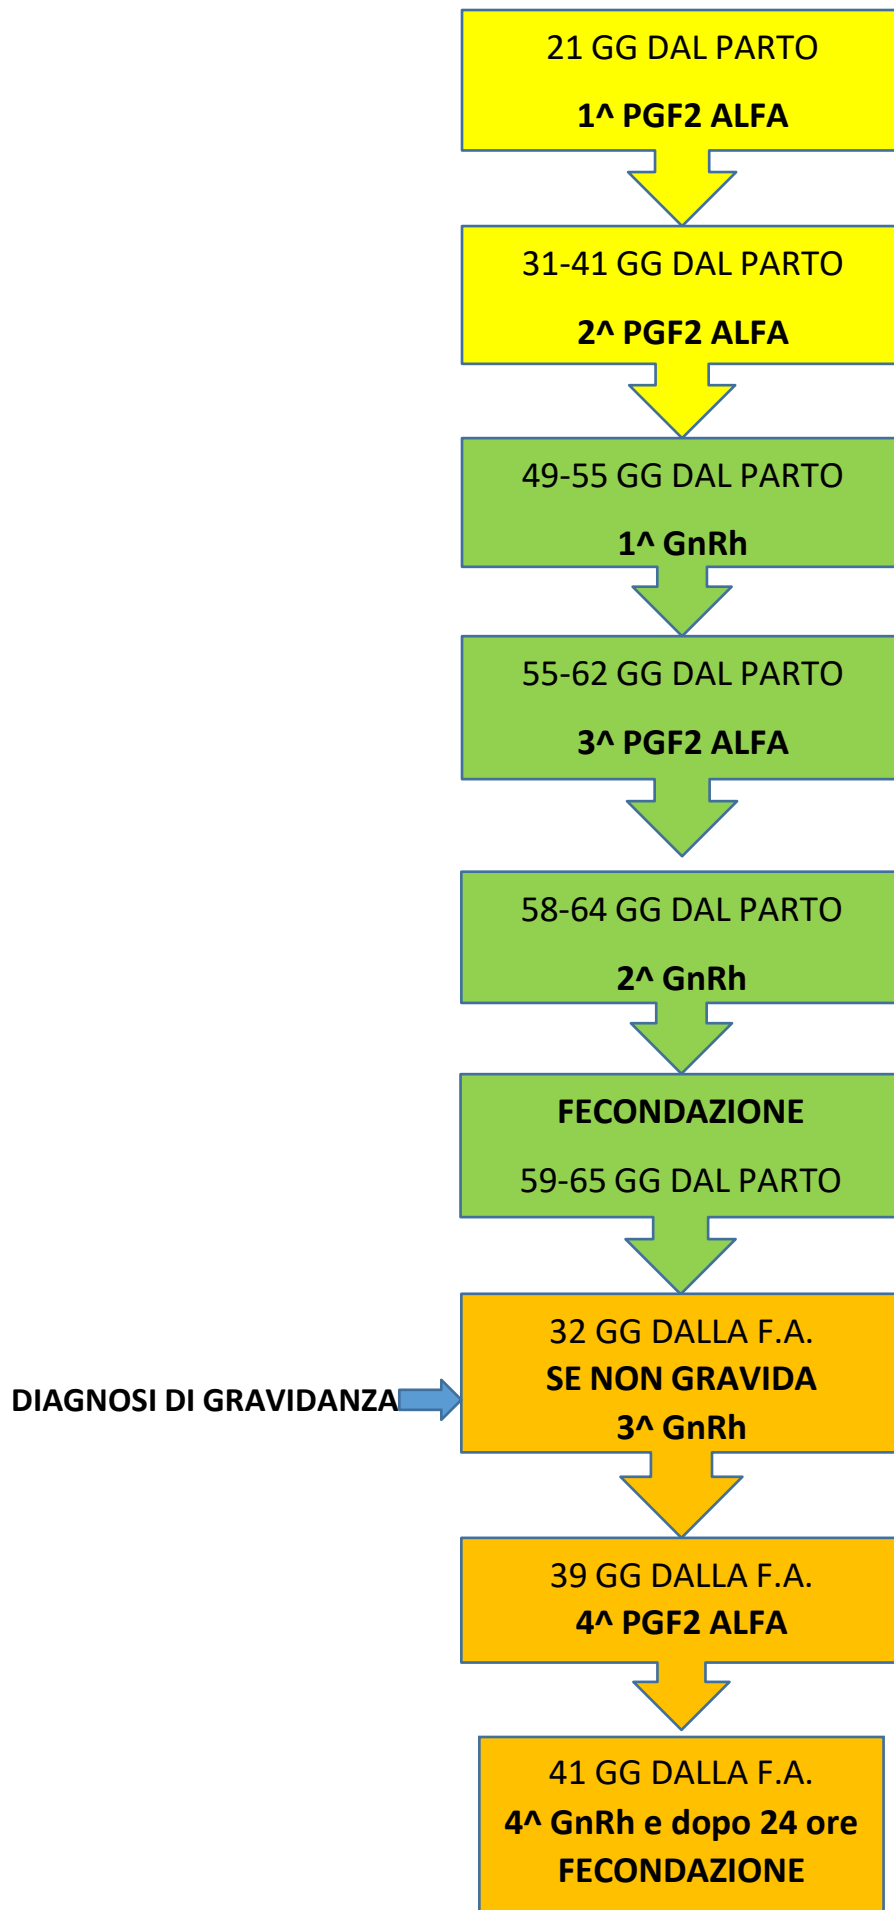 21 GG DAL PARTO
1^ PGF2 ALFA
31-41 GG DAL PARTO
2^ PGF2 ALFA
49-55 GG DAL PARTO
1^ GnRh
55-62 GG DAL PARTO
3^ PGF2 ALFA
58-64 GG DAL PARTO
2^ GnRh
FECONDAZIONE
59-65 GG DAL PARTO
32 GG DALLA F.A.
SE NON GRAVIDA
DIAGNOSI DI GRAVIDANZA
3^ GnRh
39 GG DALLA F.A.
4^ PGF2 ALFA
41 GG DALLA F.A.
4^ GnRh e dopo 24 ore
FECONDAZIONE